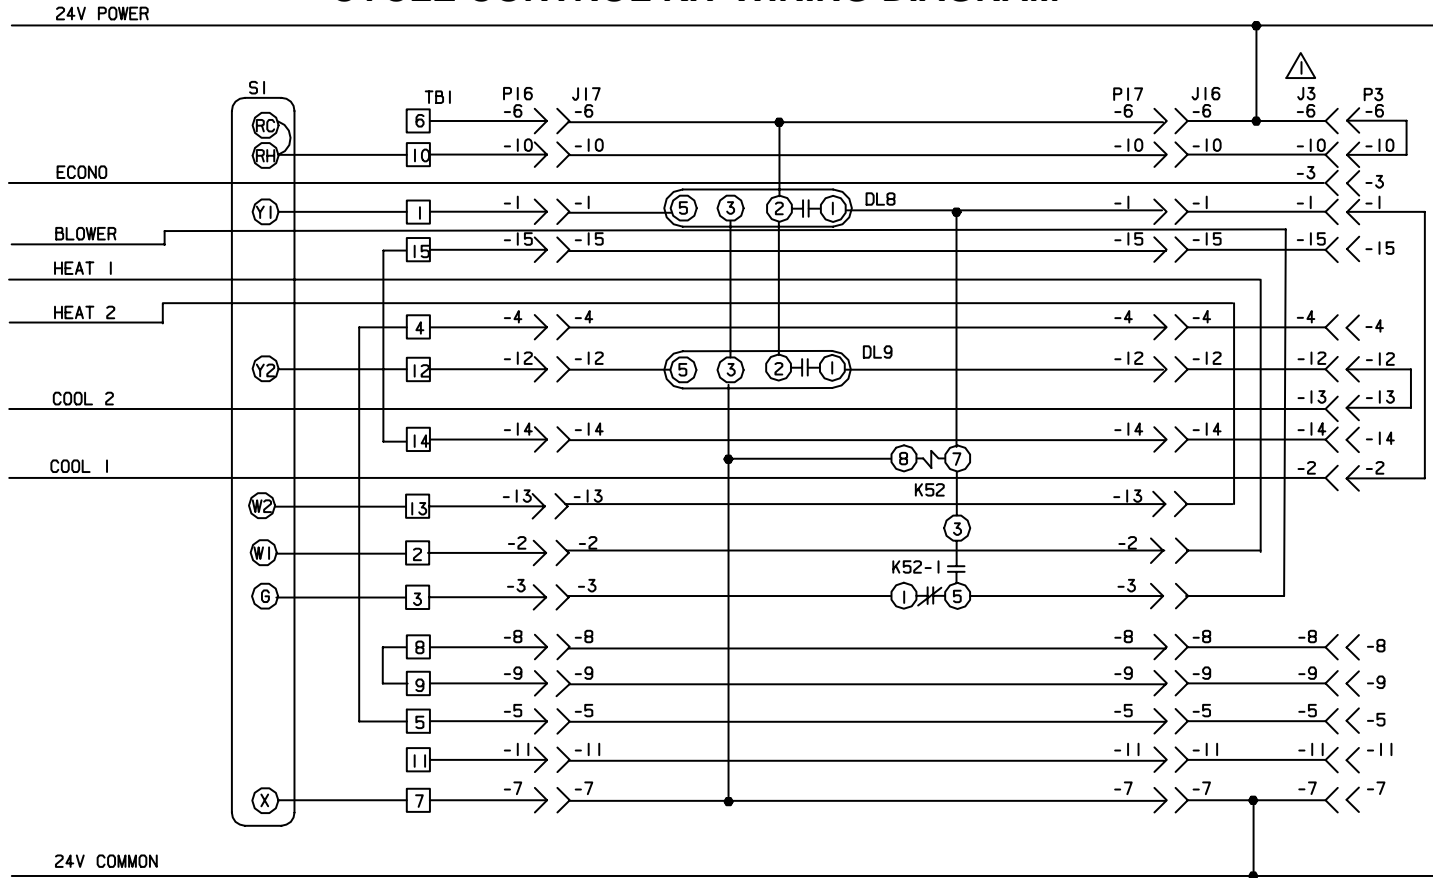 24V POWER
S1
TB1 P16 J17 P17 J16 1 J3 P3
RC 6 -6 -6 -6 -6 -6 -6
RH 10 -10 -10 -10 -10 -10 -10
ECONO -3 -3
Y1 1 -1 -1 5 3 2 1 DL8 -1 -1 -1 -1
BLOWER
15 -15 -15 -15 -15 -15 -15
HEAT 1
HEAT 2
4 -4 -4 -4 -4 -4 -4
Y2 12 -12 -12 5 3 2 1 DL9 -12 -12 -12 -12
COOL 2 -13 -13
14 -14 -14 -14 -14 -14 -14
8 7
COOL 1 -2 -2
K52
W2 13 -13 -13 -13
3
W1 2 -2 -2 -2
K52-1
G 3 -3 -3 1 5 -3
8 -8 -8 -8 -8 -8 -8
9 -9 -9 -9 -9 -9 -9
5 -5 -5 -5 -5 -5 -5
11 -11 -11 -11 -11 -11 -11
X 7 -7 -7 -7 -7 -7 -7
24V COMMON